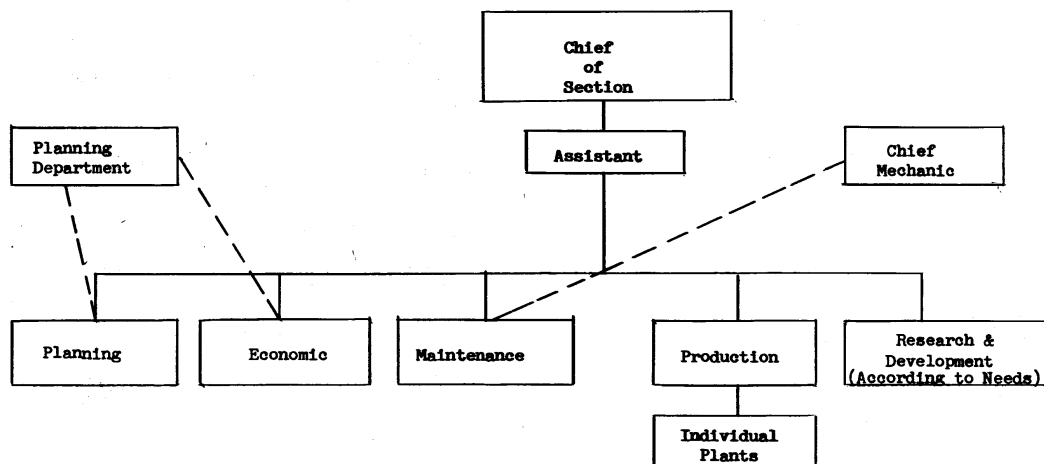 Chief
of
Section
Planning
Department
Assistant
Chief
Mechanic
Planning
Economic
Maintenance
Production
Research &
Development
(According to Needs)
Individual
Plants